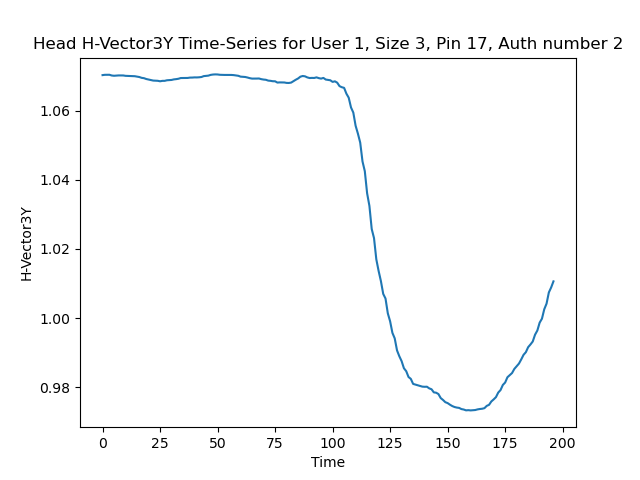 Head H-Vector3Y Time-Series for User 1, Size 3, Pin 17, Auth number 2
1.06
1.04
1.02
1.00
0.98
H-Vector3Y
0 25 50 75 100 125 150 175 200
Time